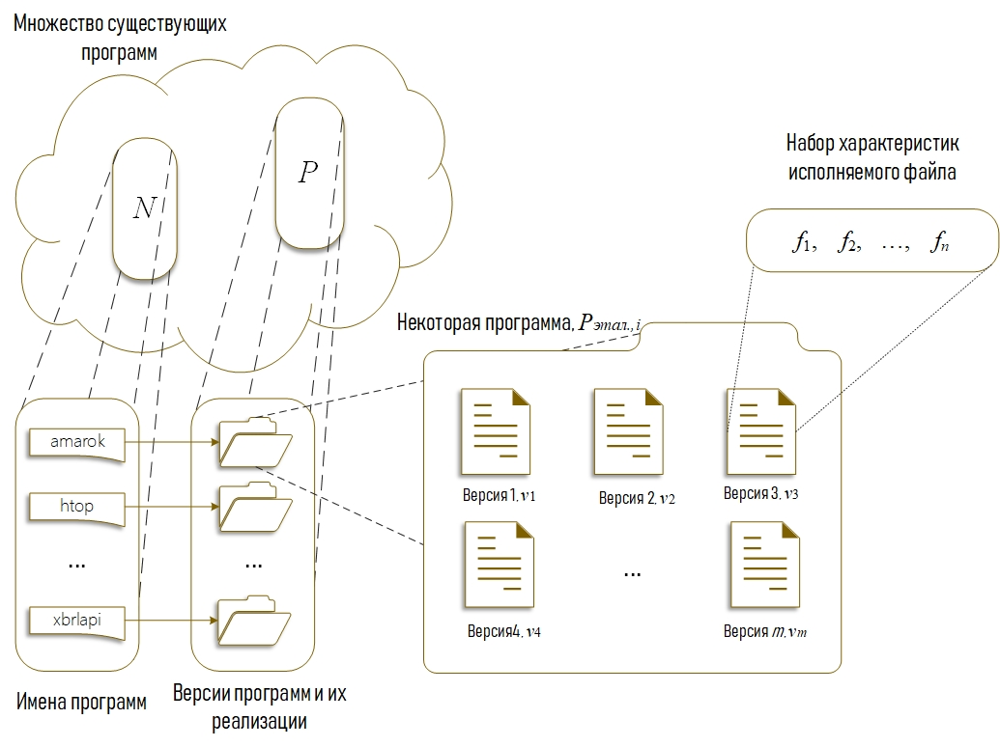 Множество существующих
программ
N
P
Набор характеристик
исполняемого файла
f1, f2, ..., fn
Некоторая программа, Pэтал.,i
amarok
htop
...
xbrlapi
...
Версия 1, v1
Версия 2, v2
Версия 3, v3
Версия4, v4
...
Версия m, vm
Имена программ
Версии программ и их
реализации